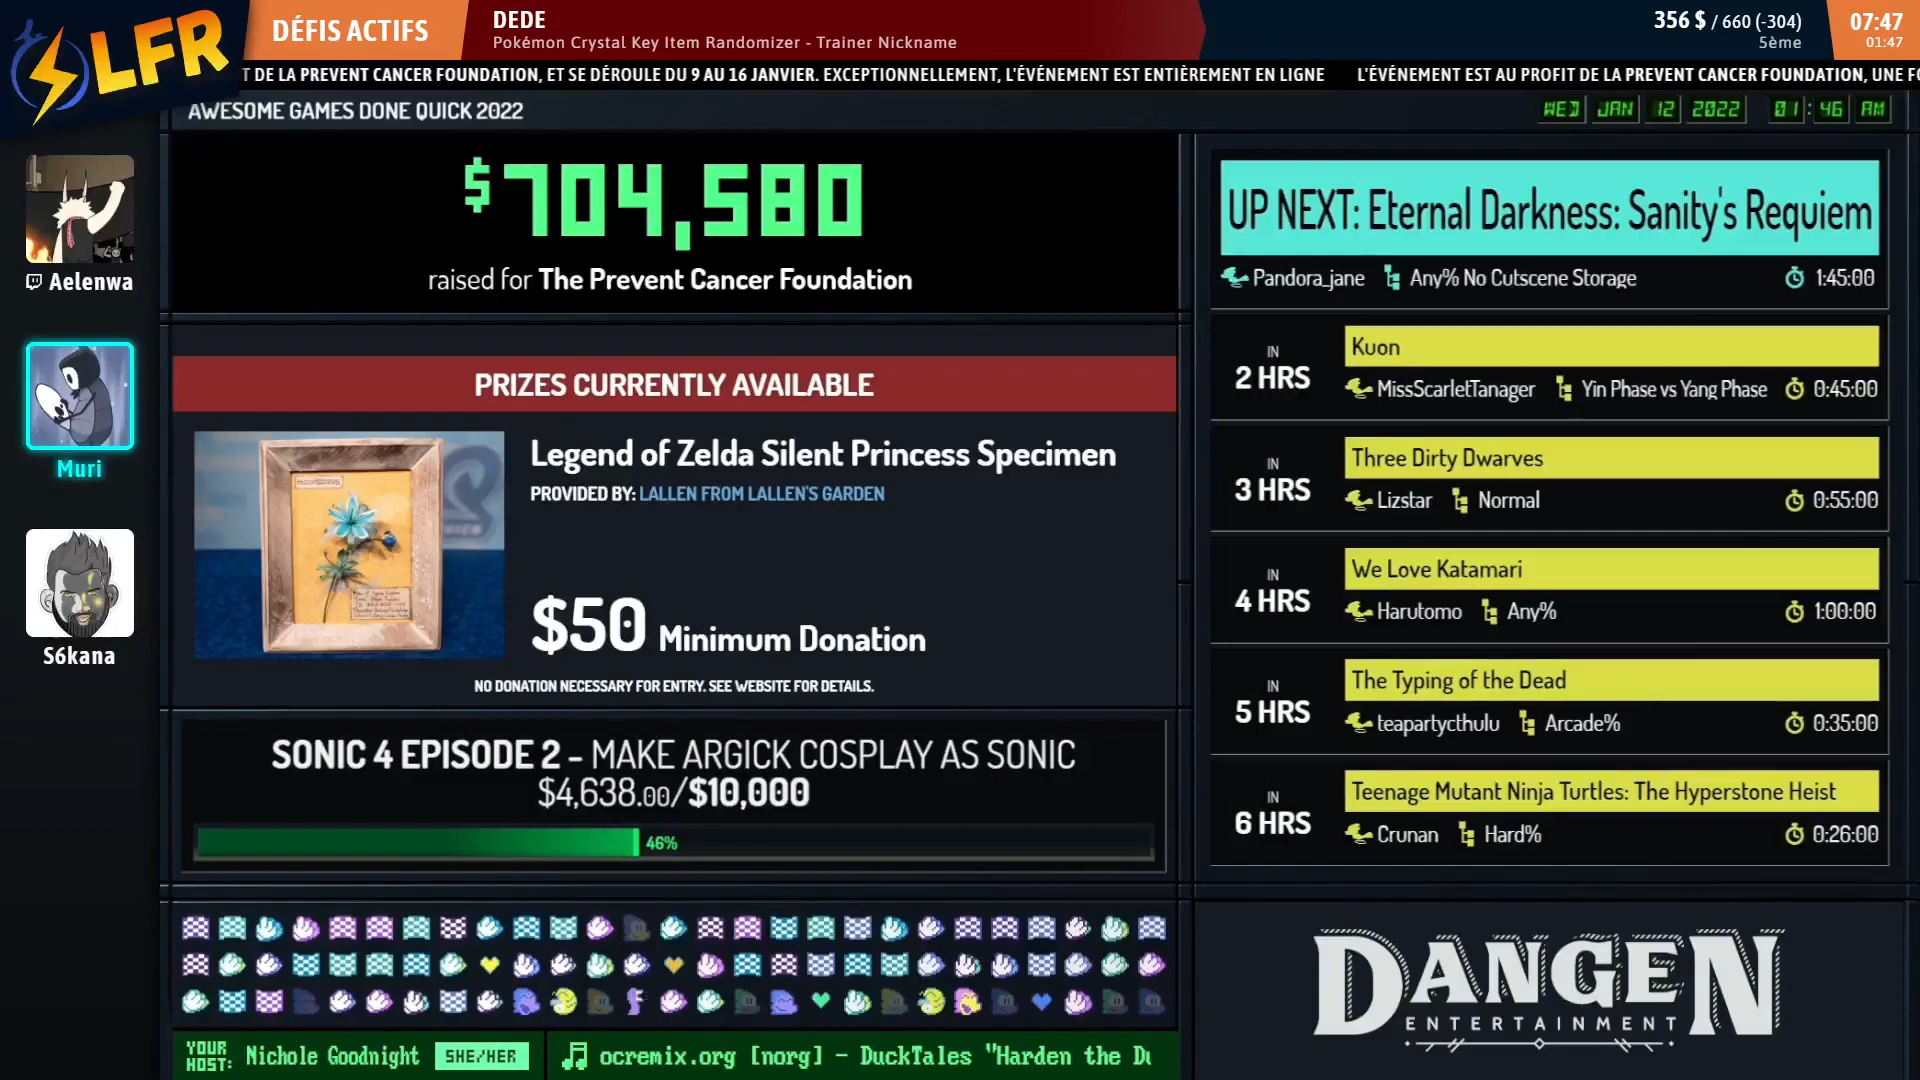 LFR
DÉFIS ACTIFS
DEDE
Pokémon Crystal Key Item Randomizer - Trainer Nickname
356 $ / 660 (-304)
5ème
07:47
01:47
T DE LA PREVENT CANCER FOUNDATION, ET SE DÉROULE DU 9 AU 16 JANVIER. EXCEPTIONNELLEMENT, L'ÉVÉNEMENT EST ENTIÈREMENT EN LIGNE
L'ÉVÉNEMENT EST AU PROFIT DE LA PREVENT CANCER FOUNDATION, UNE FO
AWESOME GAMES DONE QUICK 2022
WED JAN 12 2022 01:46 AM
Aelenwa
Muri
S6kana
$704,580
raised for The Prevent Cancer Foundation
PRIZES CURRENTLY AVAILABLE
Legend of Zelda Silent Princess Specimen
PROVIDED BY: LALLEN FROM LALLEN'S GARDEN
$50 Minimum Donation
NO DONATION NECESSARY FOR ENTRY. SEE WEBSITE FOR DETAILS.
SONIC 4 EPISODE 2 - MAKE ARGICK COSPLAY AS SONIC
$4,638.00/$10,000
46%
UP NEXT: Eternal Darkness: Sanity's Requiem
Pandora_jane Any% No Cutscene Storage 1:45:00
IN 2 HRS
Kuon
MissScarletTanager Yin Phase vs Yang Phase 0:45:00
IN 3 HRS
Three Dirty Dwarves
Lizstar Normal 0:55:00
IN 4 HRS
We Love Katamari
Harutomo Any% 1:00:00
IN 5 HRS
The Typing of the Dead
teapartycthulu Arcade% 0:35:00
IN 6 HRS
Teenage Mutant Ninja Turtles: The Hyperstone Heist
Crunan Hard% 0:26:00
DANGEN
ENTERTAINMENT
YOUR HOST: Nichole Goodnight SHE/HER
ocremix.org [norg] - DuckTales "Harden the Du